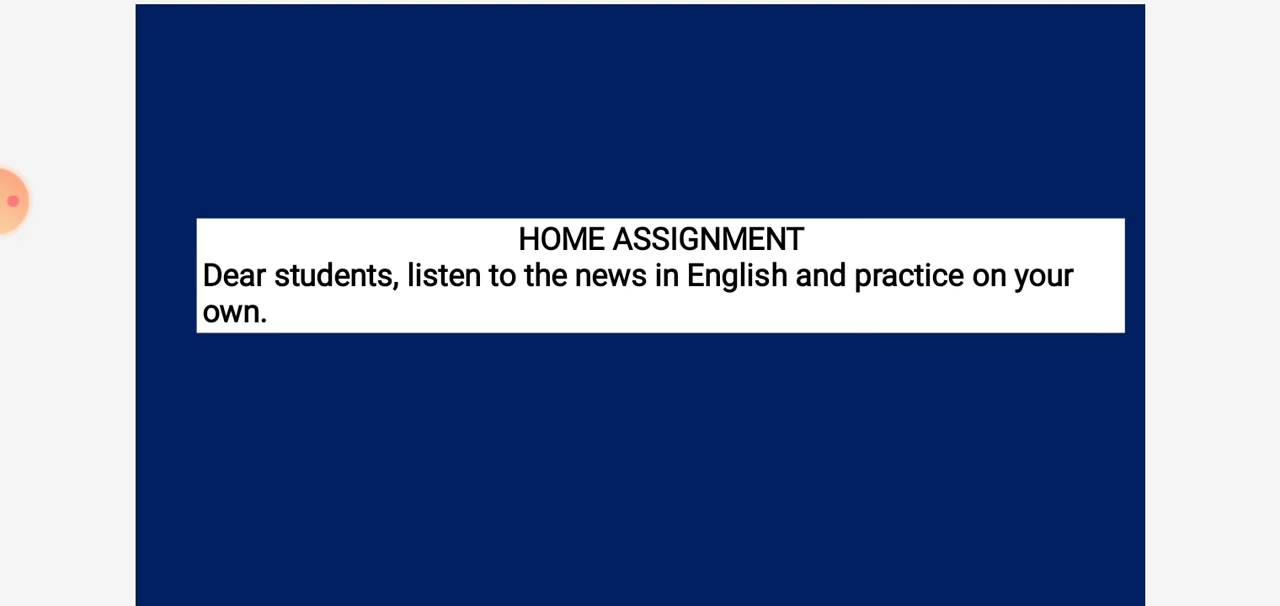 HOME ASSIGNMENT
Dear students, listen to the news in English and practice on your
own.